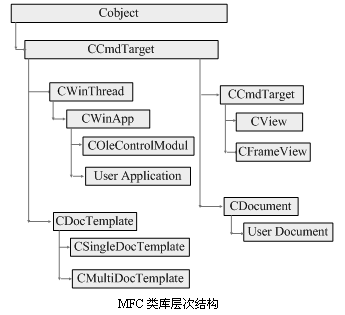 Cobject
CCmdTarget
CWinThread
CWinApp
COleControlModul
User Application
CDocTemplate
CSingleDocTemplate
CMultiDocTemplate
CCmdTarget
CView
CFrameView
CDocument
User Document
MFC 类库层次结构